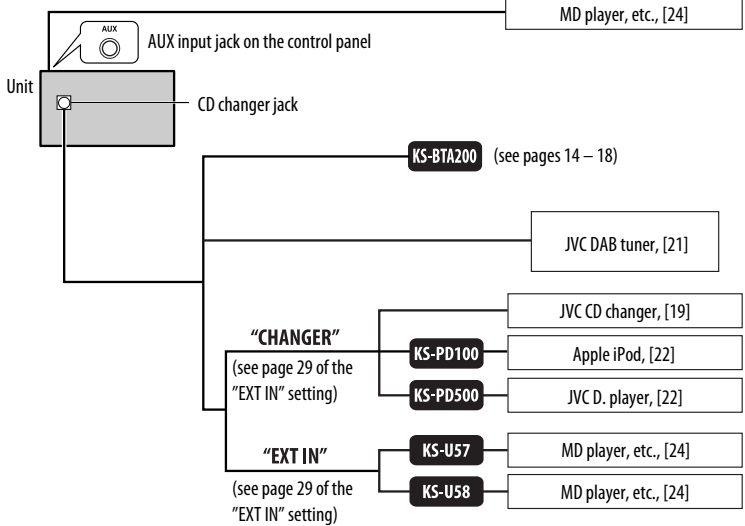 MD player, etc., [24]
AUX
AUX input jack on the control panel
Unit
CD changer jack
KS-BTA200 (see pages 14 – 18)
JVC DAB tuner, [21]
JVC CD changer, [19]
"CHANGER"
(see page 29 of the
"EXT IN" setting)
KS-PD100
Apple iPod, [22]
KS-PD500
JVC D. player, [22]
"EXT IN"
(see page 29 of the
"EXT IN" setting)
KS-U57
MD player, etc., [24]
KS-U58
MD player, etc., [24]